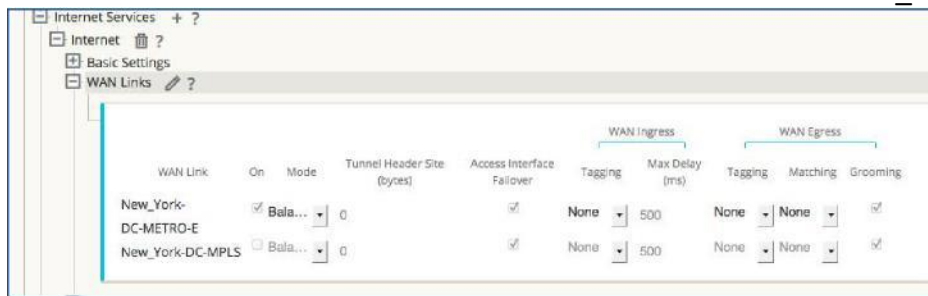 Internet Services + ?
Internet ?
Basic Settings
WAN Links ?
WAN Ingress WAN Egress
WAN Link On Mode Tunnel Header Site (bytes) Access Interface Failover Tagging Max Delay (ms) Tagging Matching Grooming
New_York-DC-METRO-E Bala... 0 None 500 None None
New_York-DC-MPLS Bala... 0 None 500 None None